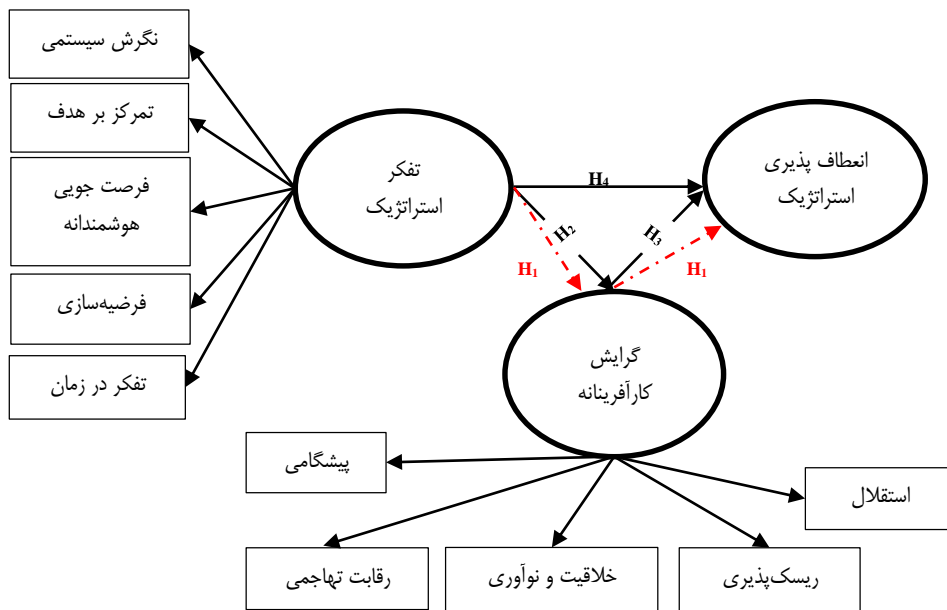 نگرش سیستمی
تمرکز بر هدف
فرصت جویی
هوشمندانه
فرضیه‌سازی
تفکر در زمان
تفکر
استراتژیک
انعطاف پذیری
استراتژیک
H4
H2
H3
H1
H1
گرایش
کارآفرینانه
پیشگامی
استقلال
رقابت تهاجمی
خلاقیت و نوآوری
ریسک‌پذیری